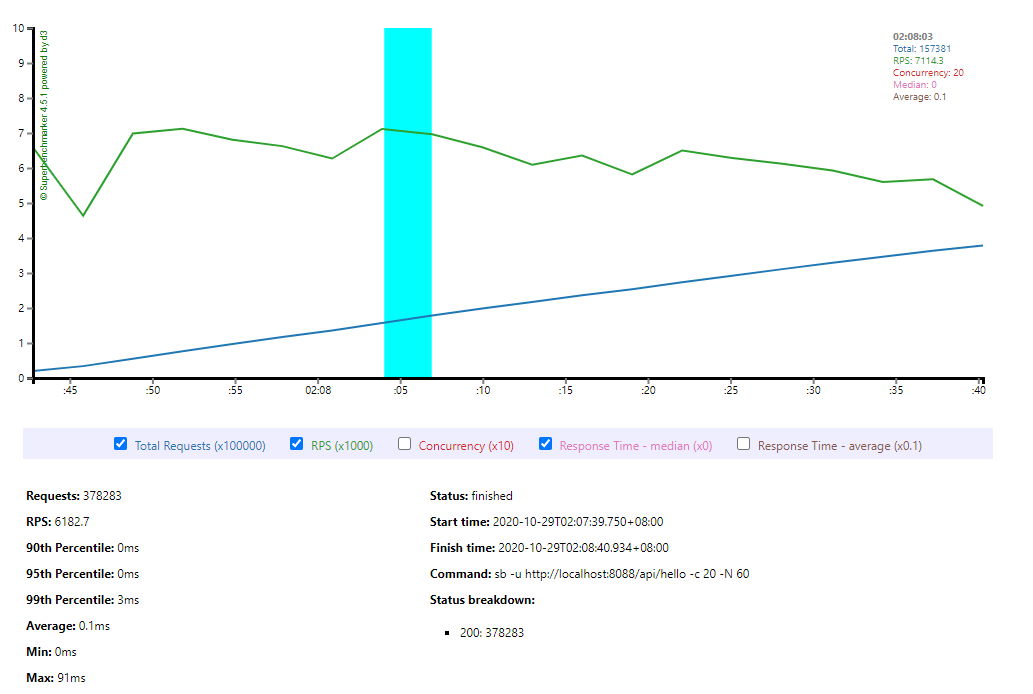 10
9
8
7
6
5
4
3
2
1
0
© Superbenchmarker 4.5.1 powered by d3
02:08:03
Total: 157381
RPS: 7114.3
Concurrency: 20
Median: 0
Average: 0.1
:45 :50 :55 02:08 :05 :10 :15 :20 :25 :30 :35 :40
Total Requests (x100000) RPS (x1000) Concurrency (x10) Response Time - median (x0) Response Time - average (x0.1)
Requests: 378283
RPS: 6182.7
90th Percentile: 0ms
95th Percentile: 0ms
99th Percentile: 3ms
Average: 0.1ms
Min: 0ms
Max: 91ms
Status: finished
Start time: 2020-10-29T02:07:39.750+08:00
Finish time: 2020-10-29T02:08:40.934+08:00
Command: sb -u http://localhost:8088/api/hello -c 20 -N 60
Status breakdown:
200: 378283